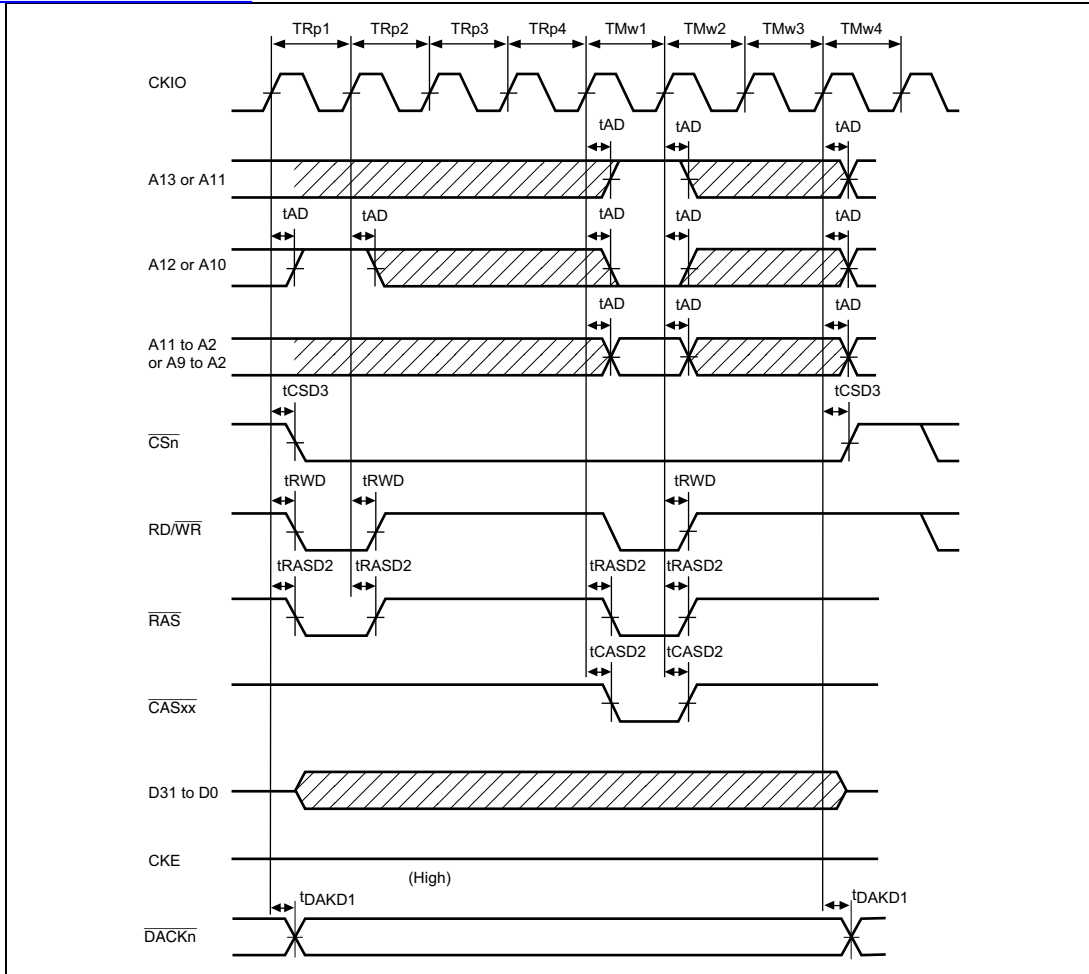 TRp1 TRp2 TRp3 TRp4 TMw1 TMw2 TMw3 TMw4
CKIO
tAD tAD tAD
A13 or A11
tAD tAD tAD tAD tAD
A12 or A10
tAD tAD tAD
A11 to A2
or A9 to A2
tCSD3 tCSD3
CSn
tRWD tRWD tRWD
RD/WR
tRASD2 tRASD2 tRASD2 tRASD2
RAS
tCASD2 tCASD2
CASxx
D31 to D0
CKE
(High)
tDAKD1 tDAKD1
DACKn